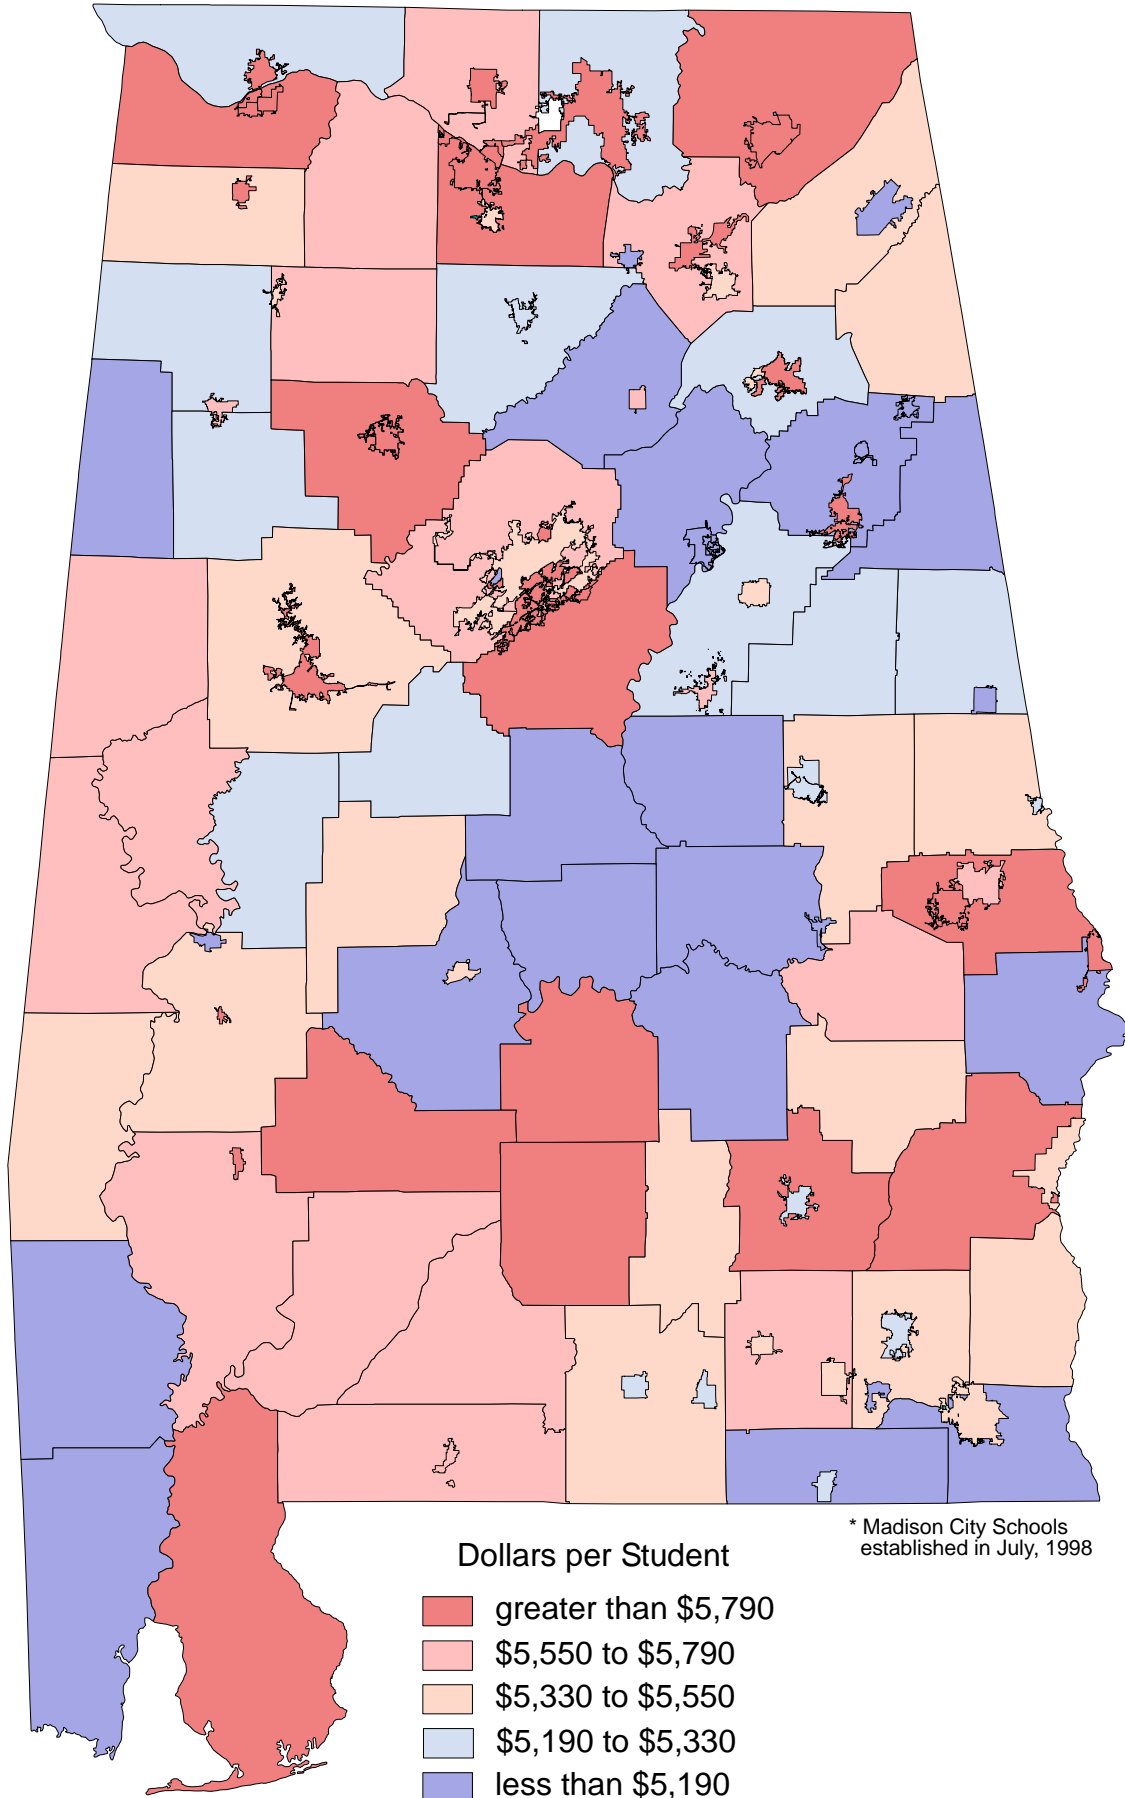 * Madison City Schools
established in July, 1998
Dollars per Student
greater than $5,790
$5,550 to $5,790
$5,330 to $5,550
$5,190 to $5,330
less than $5,190